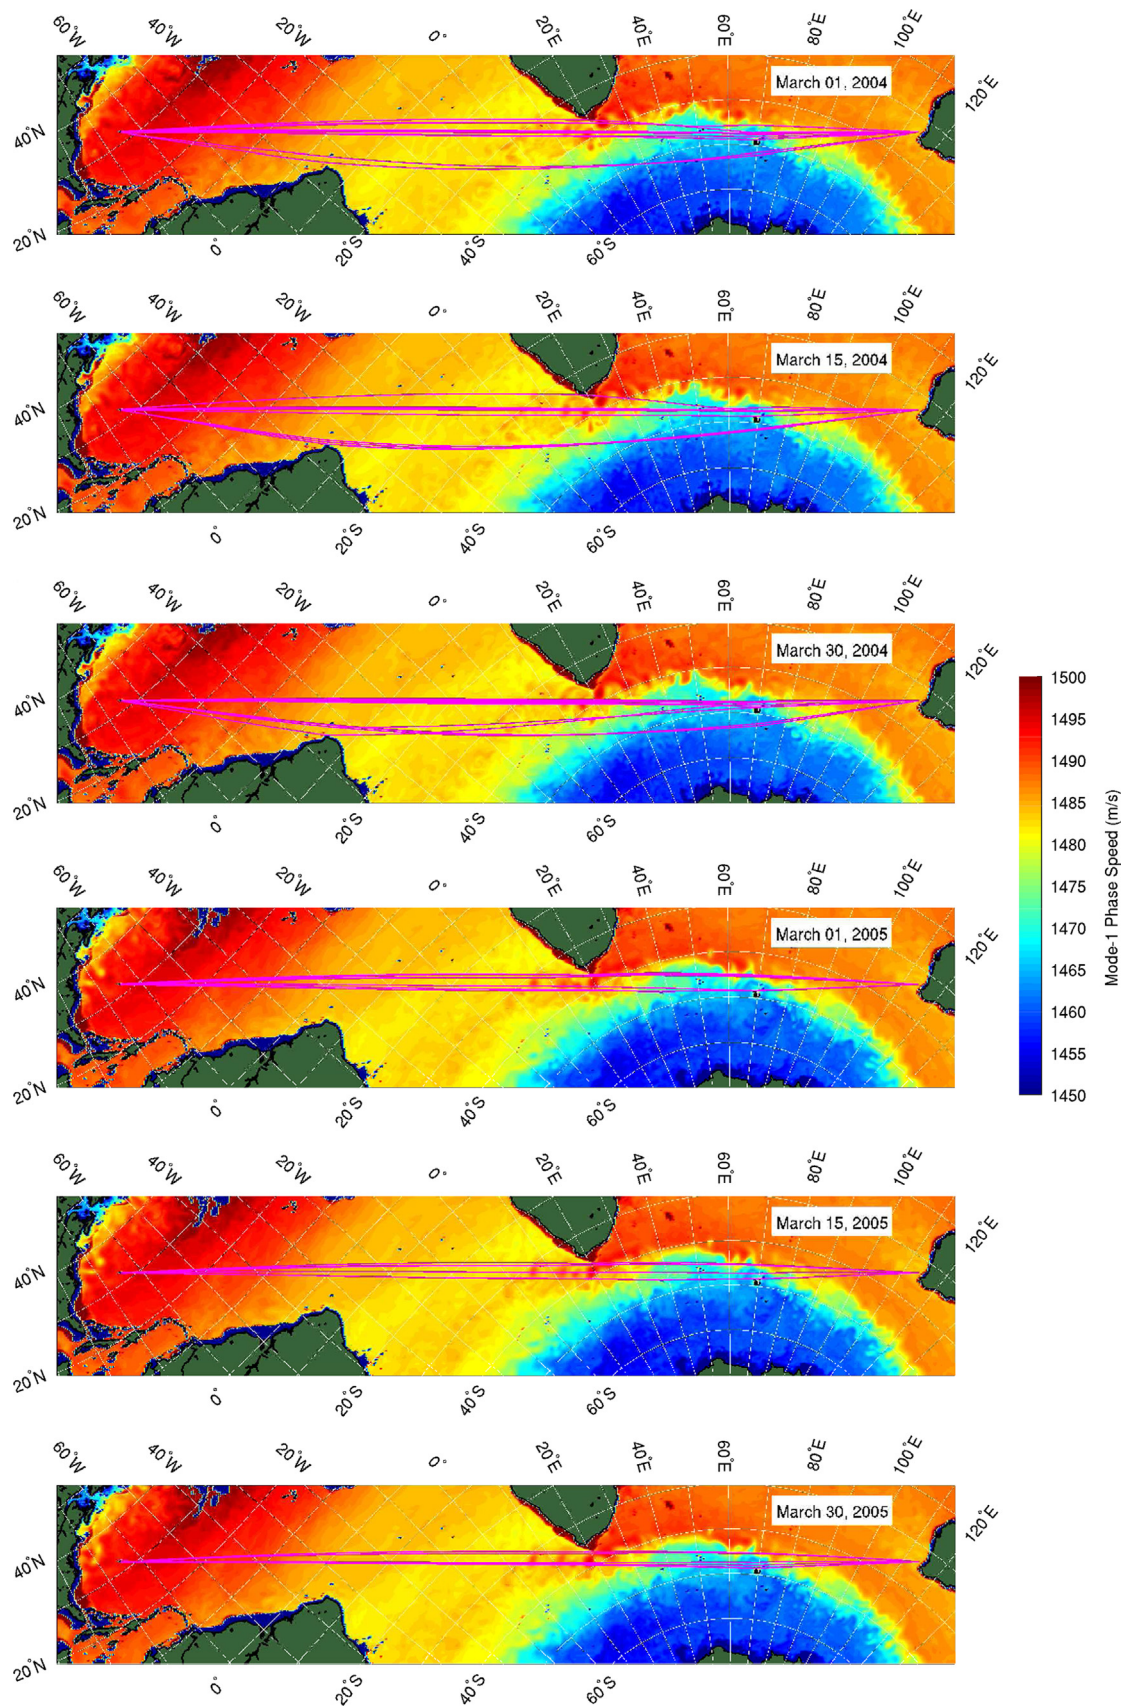 60°W 40°W 20°W 0° 20°E 40°E 60°E 80°E 100°E
March 01, 2004
120°E
40°N
20°N 0° 20°S 40°S 60°S
60°W 40°W 20°W 0° 20°E 40°E 60°E 80°E 100°E
March 15, 2004
120°E
40°N
20°N 0° 20°S 40°S 60°S
60°W 40°W 20°W 0° 20°E 40°E 60°E 80°E 100°E
March 30, 2004
120°E
40°N
20°N 0° 20°S 40°S 60°S
60°W 40°W 20°W 0° 20°E 40°E 60°E 80°E 100°E
March 01, 2005
120°E
40°N
20°N 0° 20°S 40°S 60°S
60°W 40°W 20°W 0° 20°E 40°E 60°E 80°E 100°E
March 15, 2005
120°E
40°N
20°N 0° 20°S 40°S 60°S
60°W 40°W 20°W 0° 20°E 40°E 60°E 80°E 100°E
March 30, 2005
120°E
40°N
20°N 0° 20°S 40°S 60°S
1500
1495
1490
1485
1480
1475
1470
1465
1460
1455
1450
Mode-1 Phase Speed (m/s)